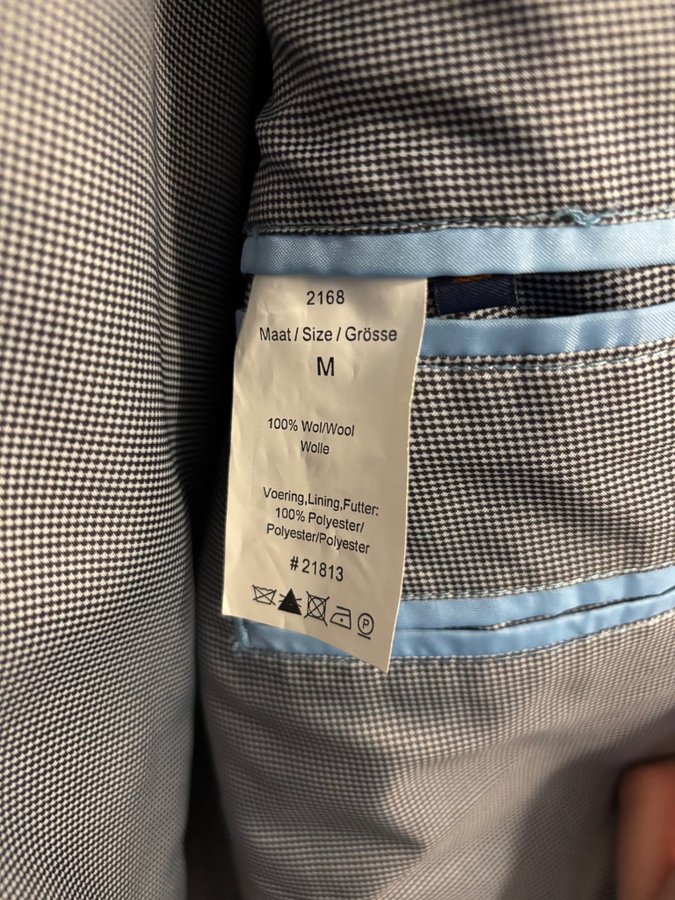 2168
Maat / Size / Grösse
M
100% Wol/Wool
Wolle
Voering,Lining,Futter:
100% Polyester/
Polyester/Polyester
#21813
P